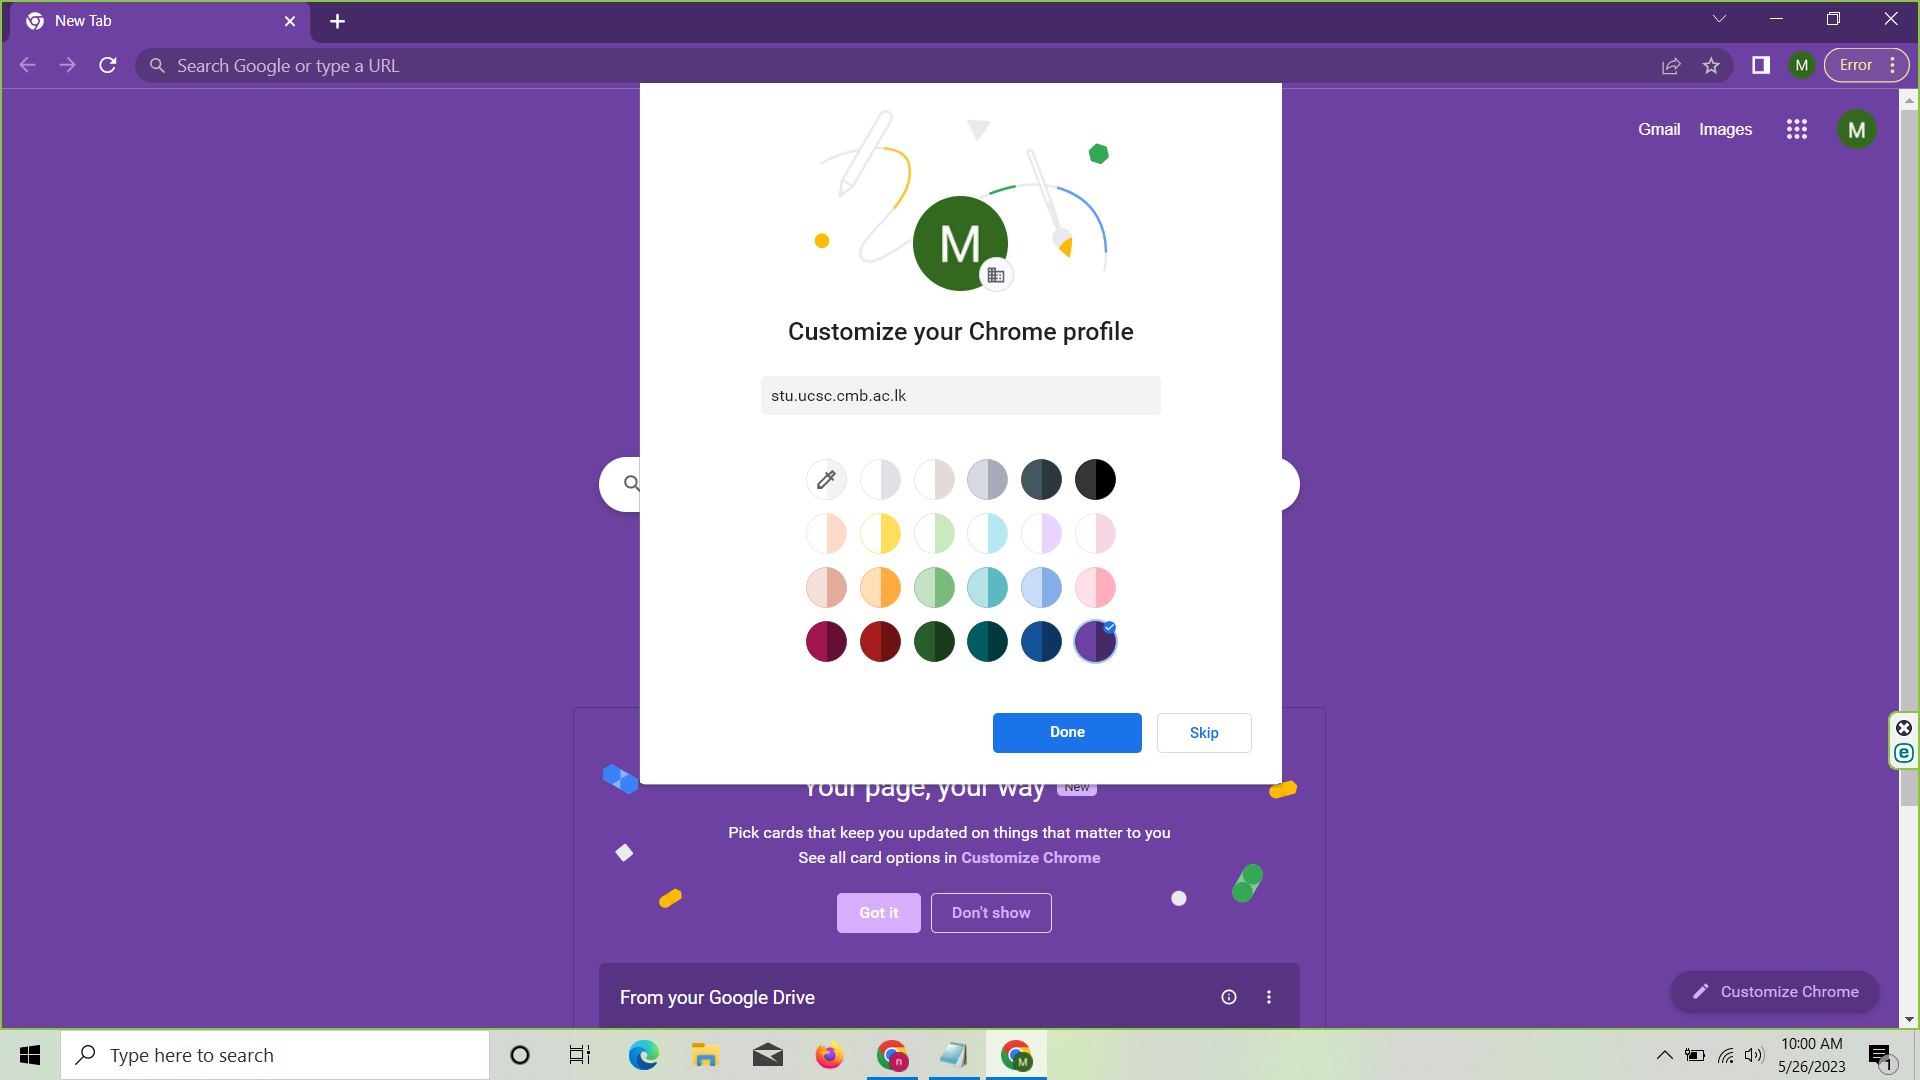 New Tab
Search Google or type a URL
M
Error
Gmail
Images
M
M
Customize your Chrome profile
stu.ucsc.cmb.ac.lk
Done
Skip
Your page, your way
New
Pick cards that keep you updated on things that matter to you
See all card options in Customize Chrome
Got it
Don't show
From your Google Drive
Customize Chrome
Type here to search
n
M
10:00 AM
5/26/2023
1